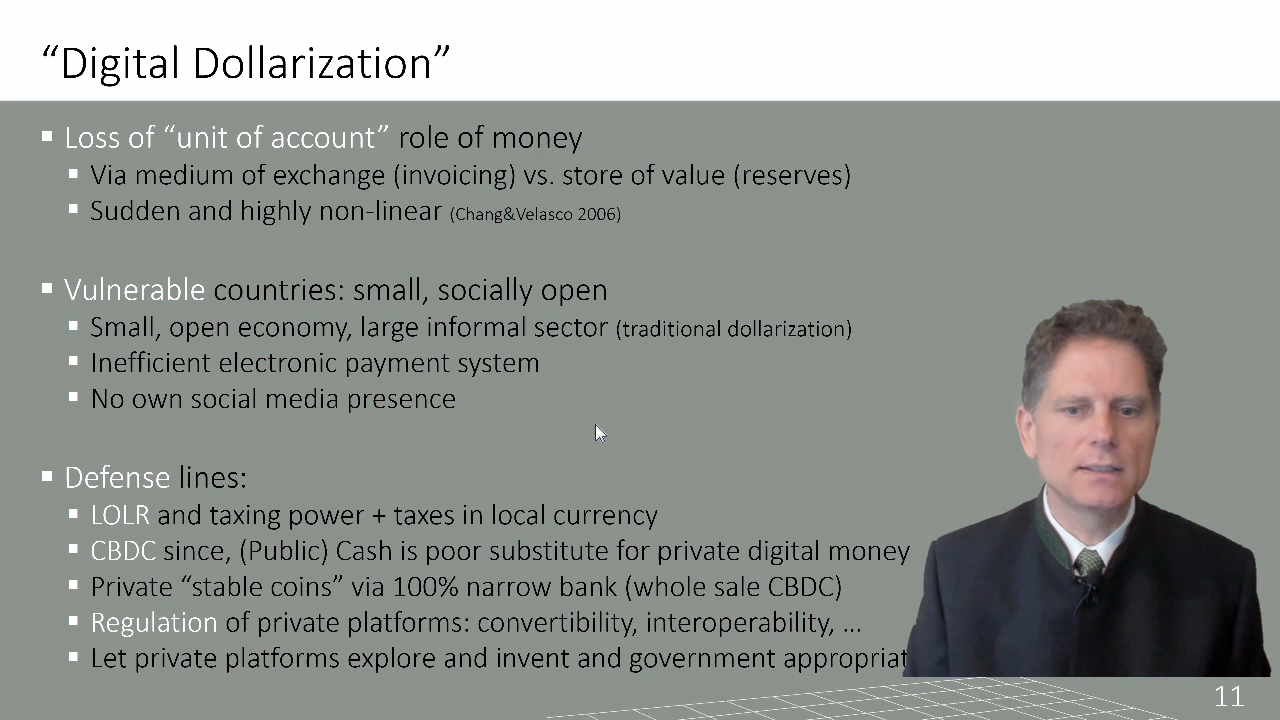 “Digital Dollarization”
Loss of “unit of account” role of money
Via medium of exchange (invoicing) vs. store of value (reserves)
Sudden and highly non-linear (Chang&Velasco 2006)
Vulnerable countries: small, socially open
Small, open economy, large informal sector (traditional dollarization)
Inefficient electronic payment system
No own social media presence
Defense lines:
LOLR and taxing power + taxes in local currency
CBDC since, (Public) Cash is poor substitute for private digital money
Private “stable coins” via 100% narrow bank (whole sale CBDC)
Regulation of private platforms: convertibility, interoperability, …
Let private platforms explore and invent and government appropriat
11